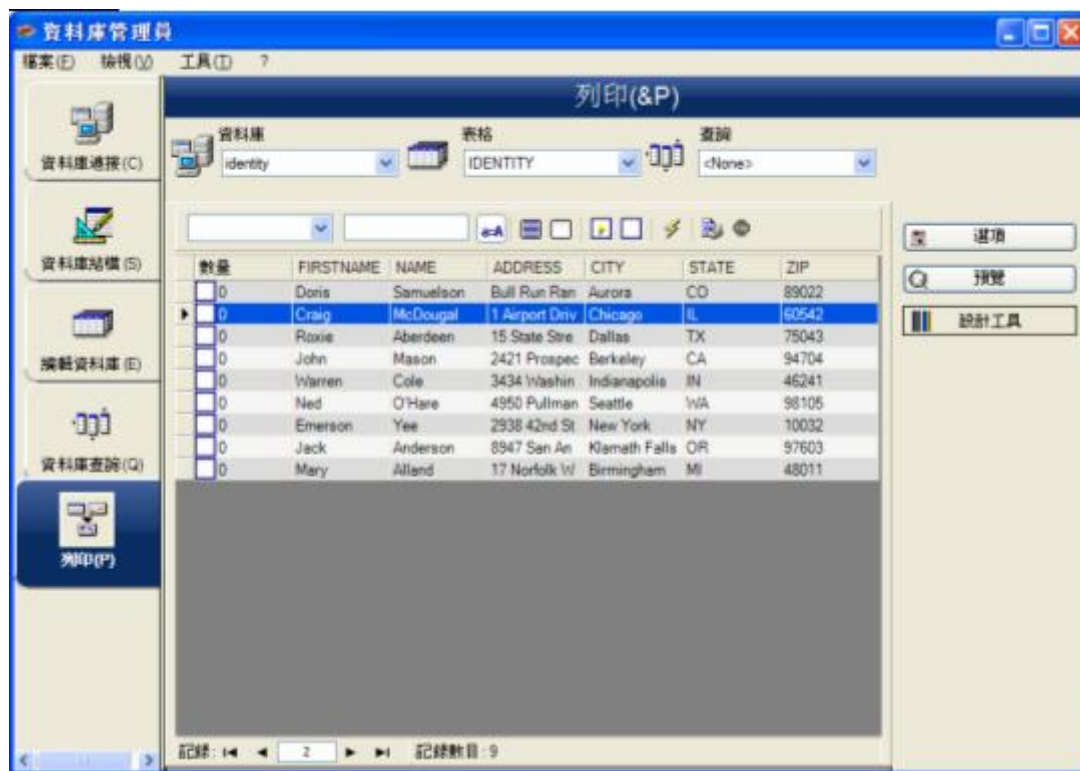 資料庫管理員
檔案(F) 檢視(V) 工具(T) ?
列印(&P)
資料庫連接(C)
資料庫結構(S)
編輯資料庫(E)
資料庫查詢(Q)
列印(P)
資料庫 表格 查詢
identity IDENTITY <None>
a=A
數量 FIRSTNAME NAME ADDRESS CITY STATE ZIP
0 Doris Samuelson Bull Run Ran Aurora CO 89022
0 Craig McDougal 1 Airport Driv Chicago IL 60542
0 Roxie Aberdeen 15 State Stre Dallas TX 75043
0 John Mason 2421 Prospec Berkeley CA 94704
0 Warren Cole 3434 Washin Indianapolis IN 46241
0 Ned O'Hare 4950 Pullman Seattle WA 98105
0 Emerson Yee 2938 42nd St New York NY 10032
0 Jack Anderson 8947 San An Klamath Falls OR 97603
0 Mary Alland 17 Norfolk W Birmingham MI 48011
選項
預覽
設計工具
記錄: 2 記錄數目:9